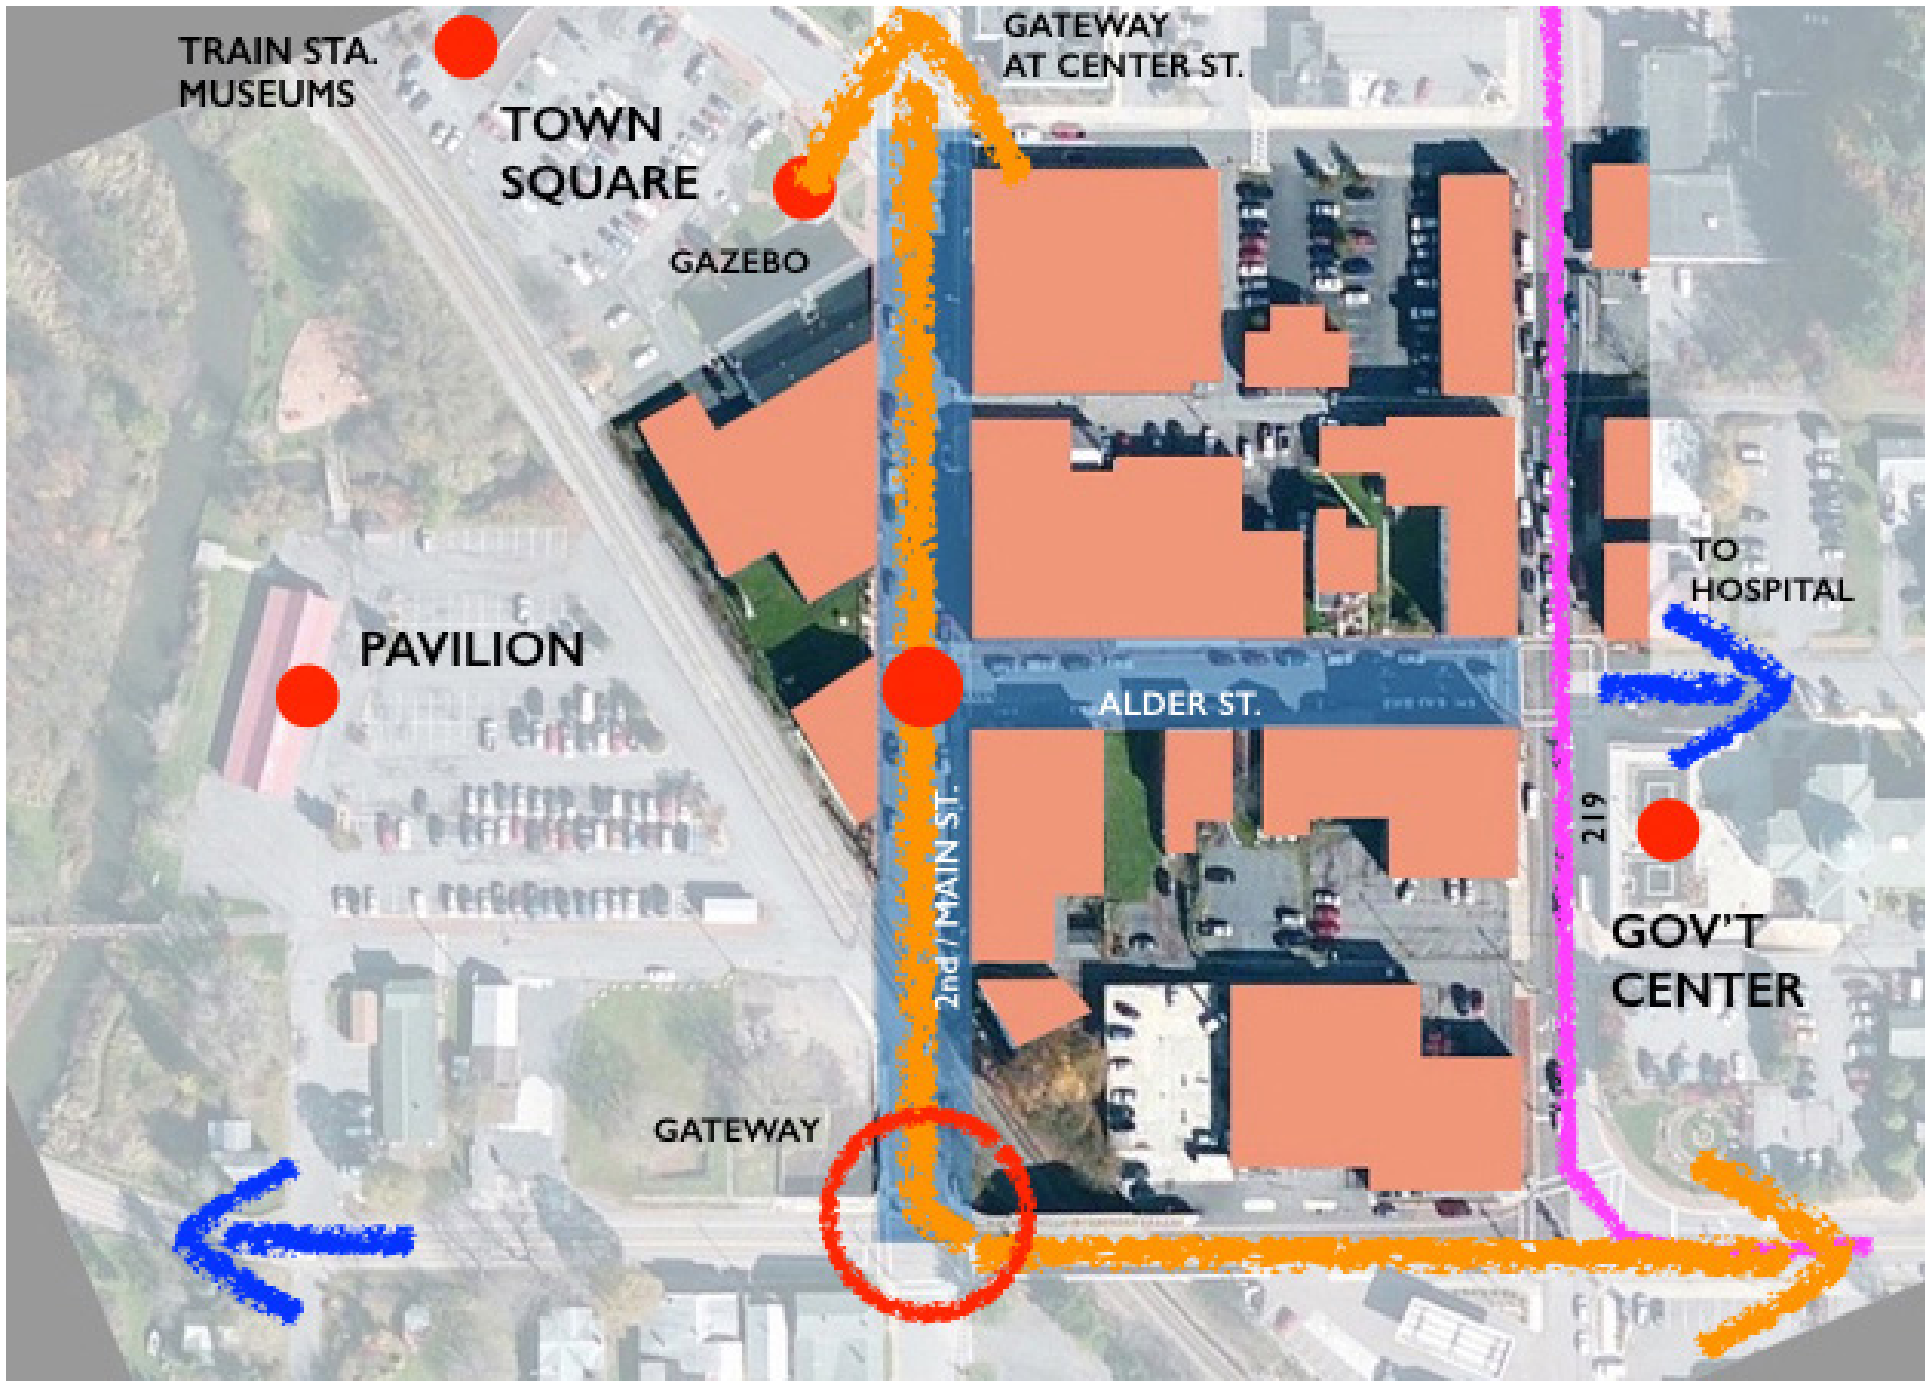 TRAIN STA.
MUSEUMS
TOWN
SQUARE
GATEWAY
AT CENTER ST.
GAZEBO
TO
HOSPITAL
PAVILION
ALDER ST.
2nd / MAIN ST.
219
GOV'T
CENTER
GATEWAY